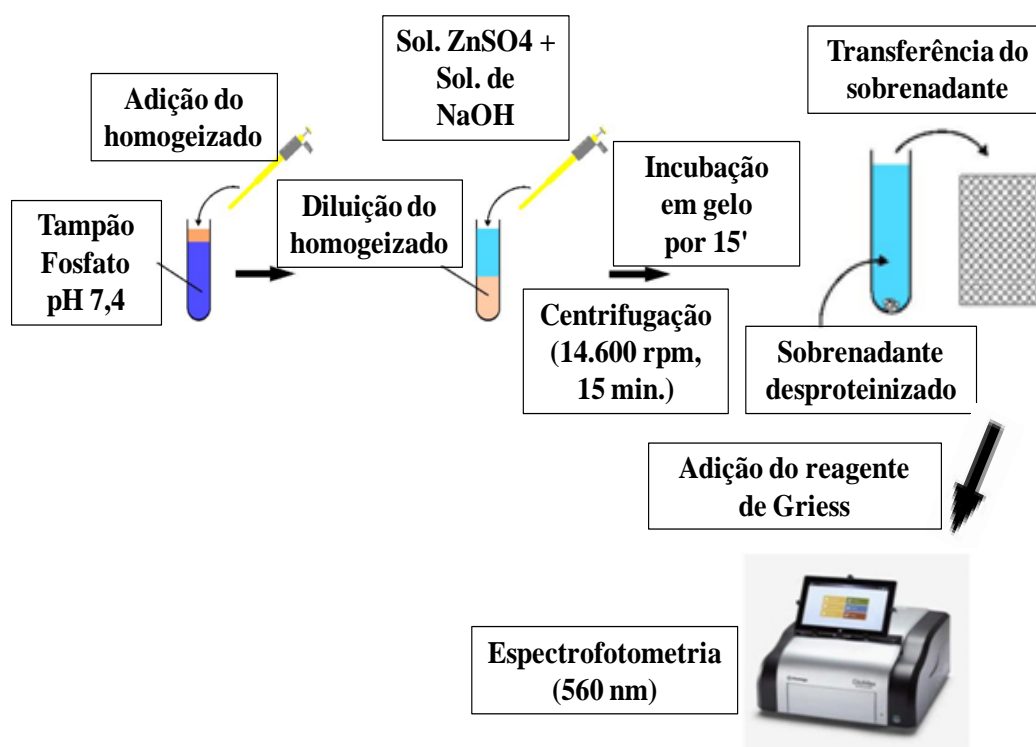 Adição do
homogeizado
Tampão
Fosfato
pH 7,4
Sol. ZnSO4 +
Sol. de
NaOH
Diluição do
homogeizado
Incubação
em gelo
por 15'
Centrifugação
(14.600 rpm,
15 min.)
Transferência do
sobrenadante
Sobrenadante
desproteinizado
Adição do reagente
de Griess
Espectrofotometria
(560 nm)